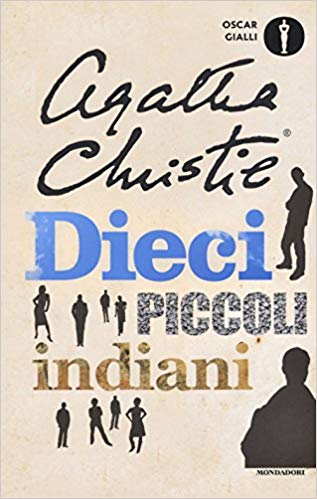 OSCAR
GIALLI
Agatha
Christie®
Dieci
PICCOLI
indiani
MONDADORI